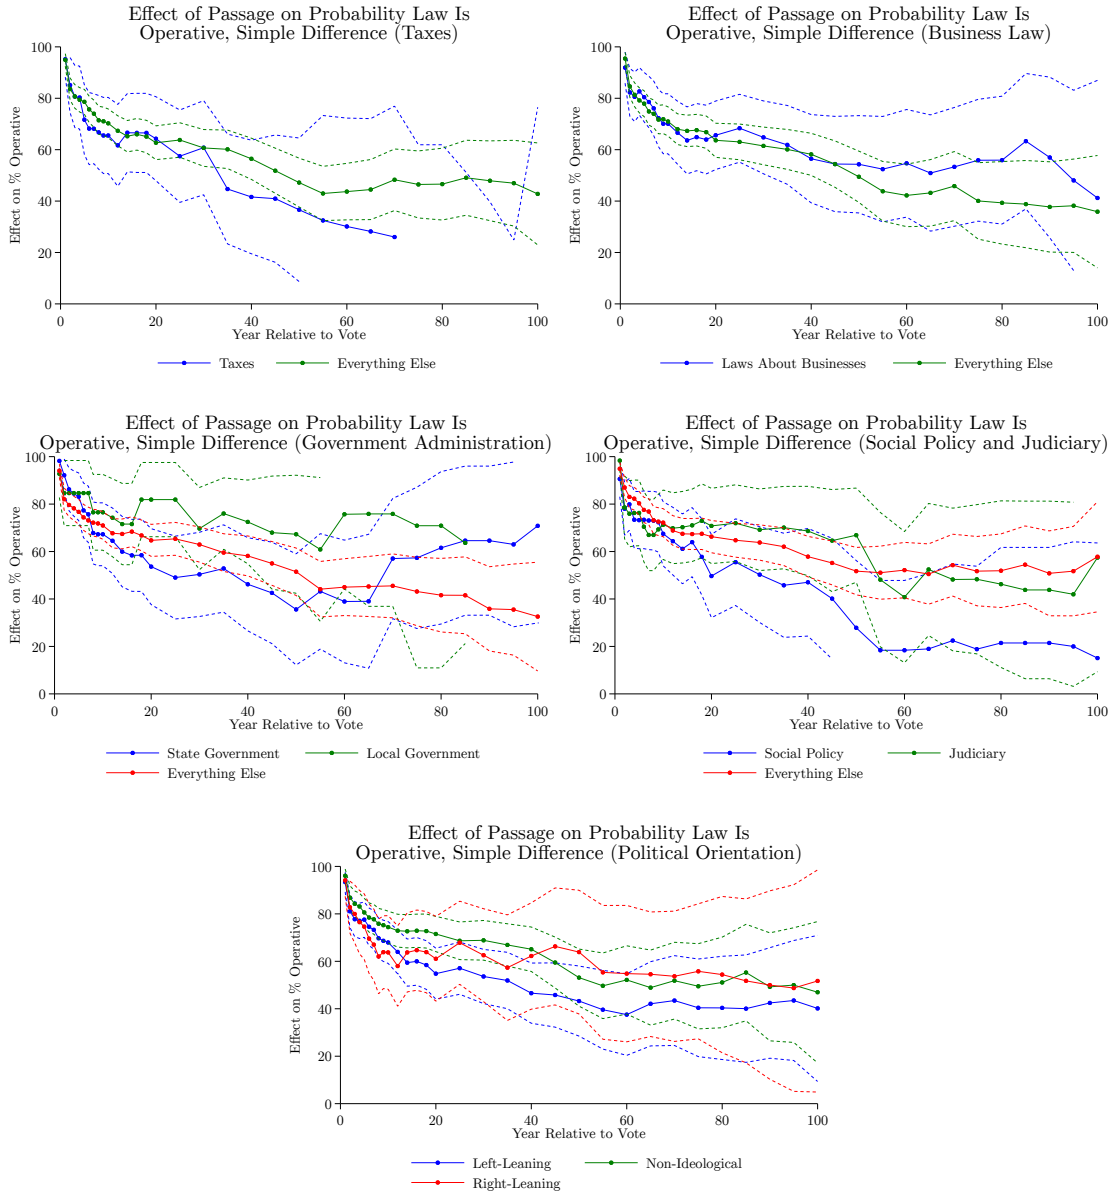 Effect of Passage on Probability Law Is
Operative, Simple Difference (Taxes)
100
80
60
40
20
0
Effect on % Operative
0 20 40 60 80 100
Year Relative to Vote
Taxes Everything Else
Effect of Passage on Probability Law Is
Operative, Simple Difference (Business Law)
100
80
60
40
20
0
Effect on % Operative
0 20 40 60 80 100
Year Relative to Vote
Laws About Businesses Everything Else
Effect of Passage on Probability Law Is
Operative, Simple Difference (Government Administration)
100
80
60
40
20
0
Effect on % Operative
0 20 40 60 80 100
Year Relative to Vote
State Government Local Government
Everything Else
Effect of Passage on Probability Law Is
Operative, Simple Difference (Social Policy and Judiciary)
100
80
60
40
20
0
Effect on % Operative
0 20 40 60 80 100
Year Relative to Vote
Social Policy Judiciary
Everything Else
Effect of Passage on Probability Law Is
Operative, Simple Difference (Political Orientation)
100
80
60
40
20
0
Effect on % Operative
0 20 40 60 80 100
Year Relative to Vote
Left-Leaning Non-Ideological
Right-Leaning